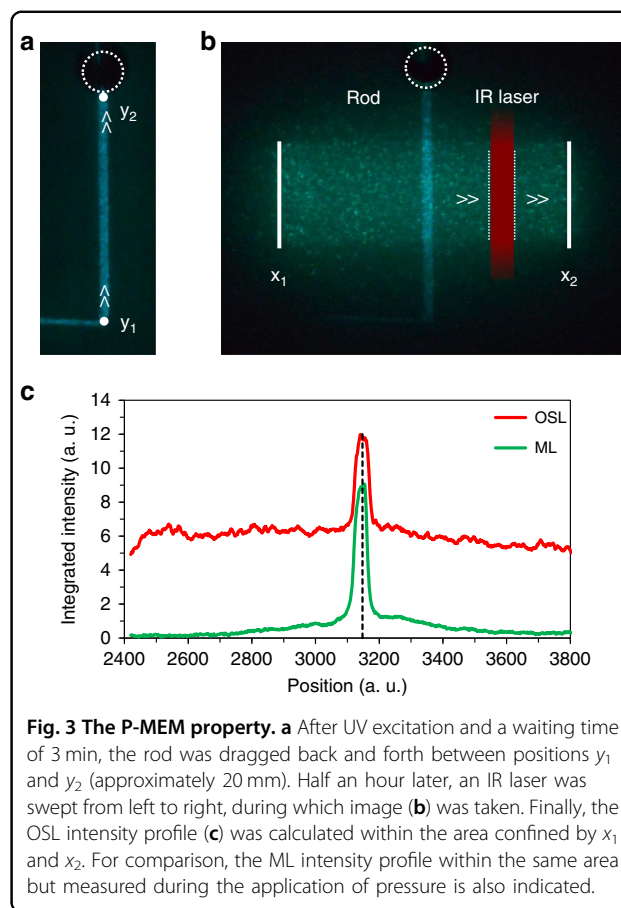 a
b
y2
Rod
IR laser
>>
>>
>>
>>
x1
x2
y1
c
14
12
10
8
6
4
2
0
Integrated intensity (a. u.)
OSL
ML
2400 2600 2800 3000 3200 3400 3600 3800
Position (a. u.)
Fig. 3 The P-MEM property. a After UV excitation and a waiting time
of 3 min, the rod was dragged back and forth between positions y1
and y2 (approximately 20 mm). Half an hour later, an IR laser was
swept from left to right, during which image (b) was taken. Finally, the
OSL intensity profile (c) was calculated within the area confined by x1
and x2. For comparison, the ML intensity profile within the same area
but measured during the application of pressure is also indicated.